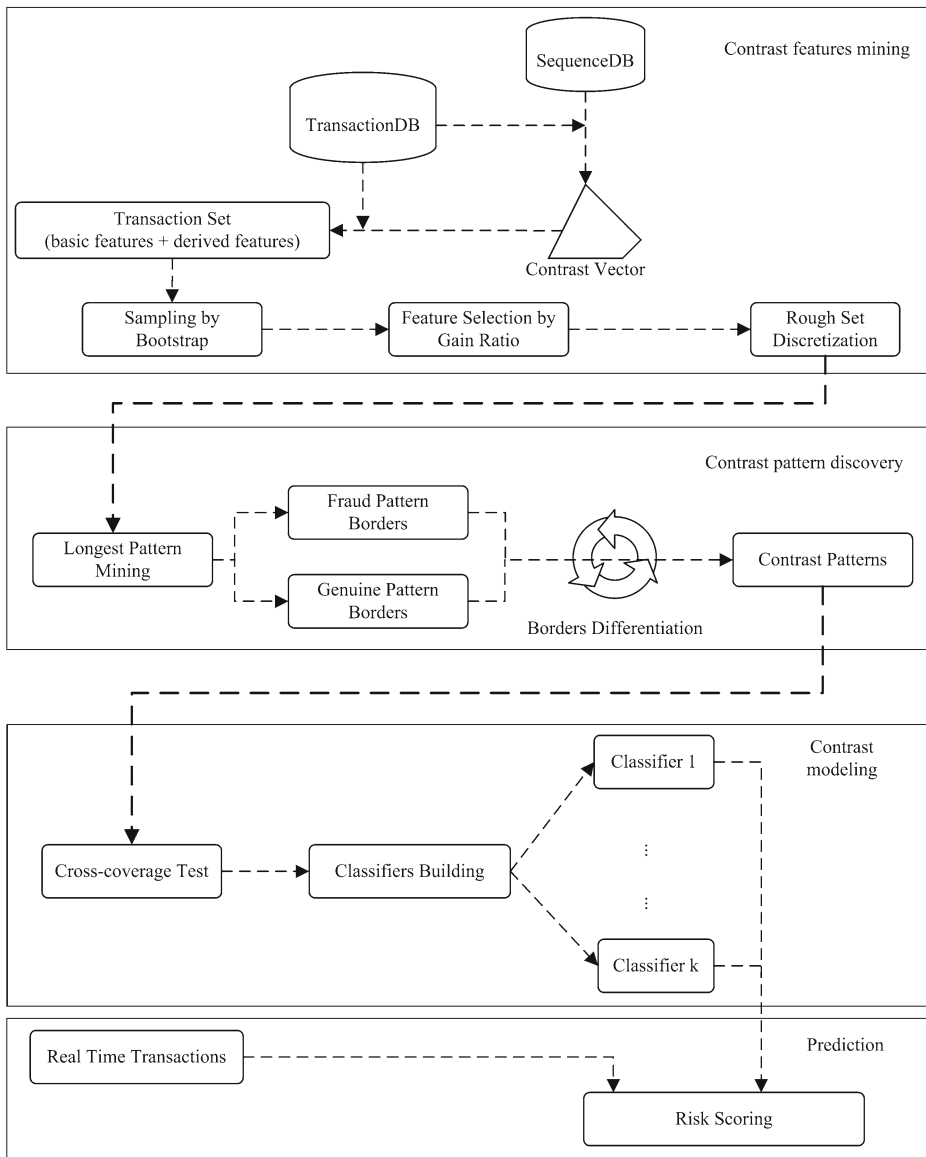 Contrast features mining
SequenceDB
TransactionDB
Transaction Set
(basic features + derived features)
Contrast Vector
Sampling by
Bootstrap
Feature Selection by
Gain Ratio
Rough Set
Discretization
Contrast pattern discovery
Fraud Pattern
Borders
Longest Pattern
Mining
Genuine Pattern
Borders
Borders Differentiation
Contrast Patterns
Contrast
modeling
Classifier 1
...
Cross-coverage Test
Classifiers Building
...
Classifier k
Prediction
Real Time Transactions
Risk Scoring